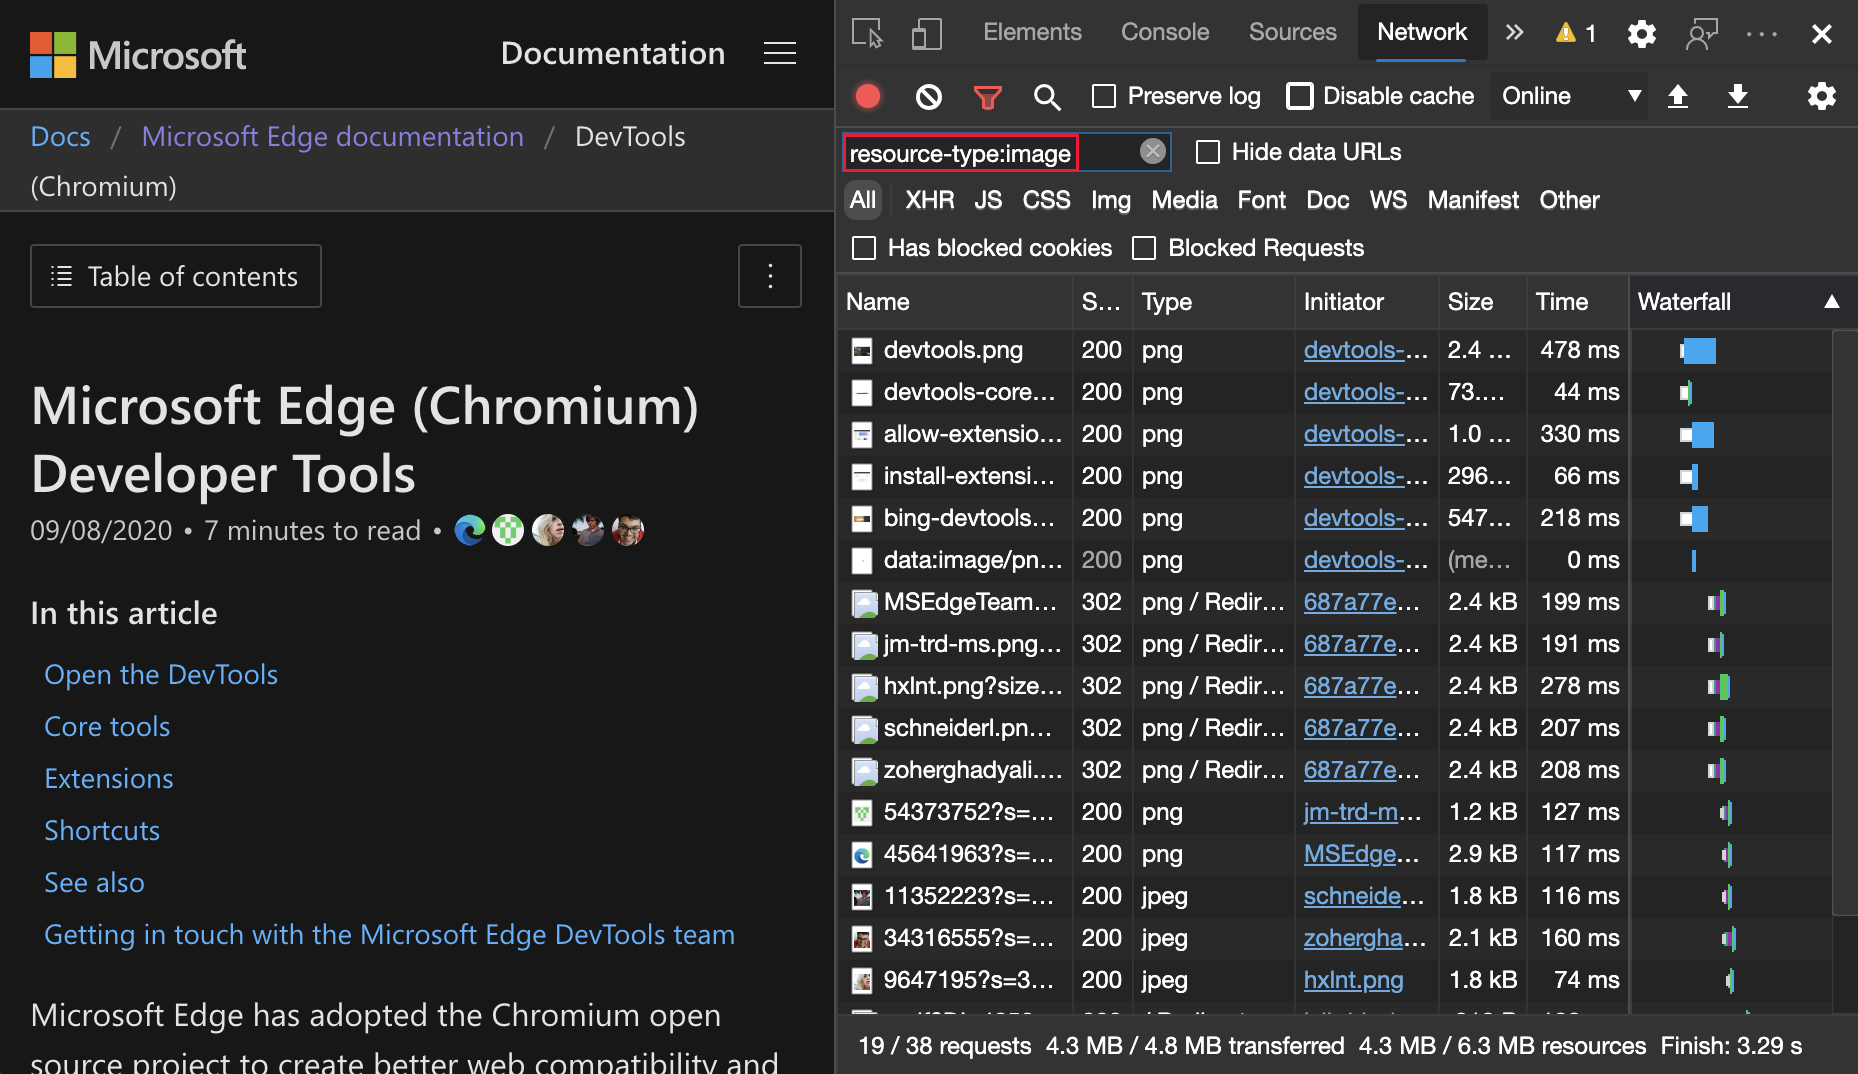 Microsoft
Documentation
Docs / Microsoft Edge documentation / DevTools
(Chromium)
Table of contents
Microsoft Edge (Chromium)
Developer Tools
09/08/2020 • 7 minutes to read •
In this article
Open the DevTools
Core tools
Extensions
Shortcuts
See also
Getting in touch with the Microsoft Edge DevTools team
Microsoft Edge has adopted the Chromium open
source project to create better web compatibility and
Elements Console Sources Network 1
Preserve log Disable cache Online
resource-type:image Hide data URLs
All XHR JS CSS Img Media Font Doc WS Manifest Other
Has blocked cookies Blocked Requests
Name S... Type Initiator Size Time Waterfall
devtools.png 200 png devtools-... 2.4 ... 478 ms
devtools-core... 200 png devtools-... 73.... 44 ms
allow-extensio... 200 png devtools-... 1.0 ... 330 ms
install-extensi... 200 png devtools-... 296... 66 ms
bing-devtools... 200 png devtools-... 547... 218 ms
data:image/pn... 200 png devtools-... (me... 0 ms
MSEdgeTeam... 302 png / Redir... 687a77e... 2.4 kB 199 ms
jm-trd-ms.png... 302 png / Redir... 687a77e... 2.4 kB 191 ms
hxlnt.png?size... 302 png / Redir... 687a77e... 2.4 kB 278 ms
schneiderl.pn... 302 png / Redir... 687a77e... 2.4 kB 207 ms
zoherghadyali.... 302 png / Redir... 687a77e... 2.4 kB 208 ms
54373752?s=... 200 png jm-trd-m... 1.2 kB 127 ms
45641963?s=... 200 png MSEdge... 2.9 kB 117 ms
11352223?s=... 200 jpeg schneide... 1.8 kB 116 ms
34316555?s=... 200 jpeg zohergha... 2.1 kB 160 ms
9647195?s=3... 200 jpeg hxlnt.png 1.8 kB 74 ms
19 / 38 requests 4.3 MB / 4.8 MB transferred 4.3 MB / 6.3 MB resources Finish: 3.29 s